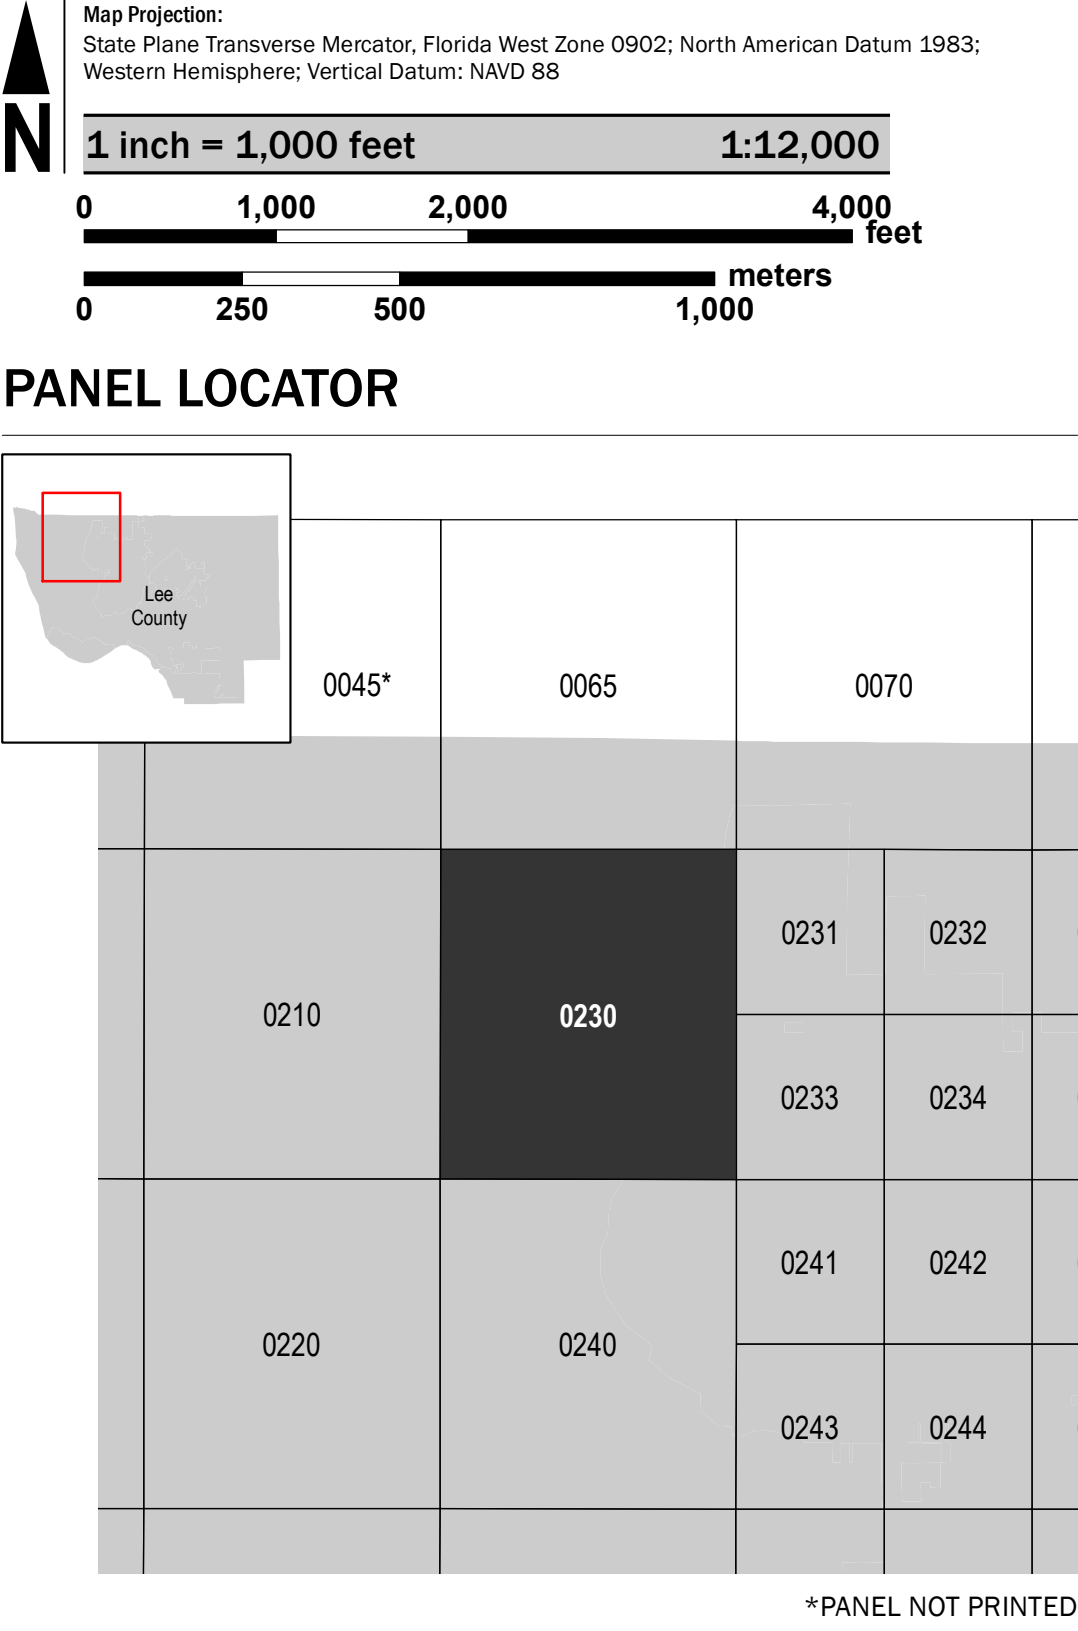 Map Projection:
State Plane Transverse Mercator, Florida West Zone 0902; North American Datum 1983;
Western Hemisphere; Vertical Datum: NAVD 88
N
1 inch = 1,000 feet 1:12,000
0 1,000 2,000 4,000
feet
meters
0 250 500 1,000
PANEL LOCATOR
Lee
County
0045* 0065 0070
0231 0232
0210 0230
0233 0234
0241 0242
0220 0240
0243 0244
*PANEL NOT PRINTED